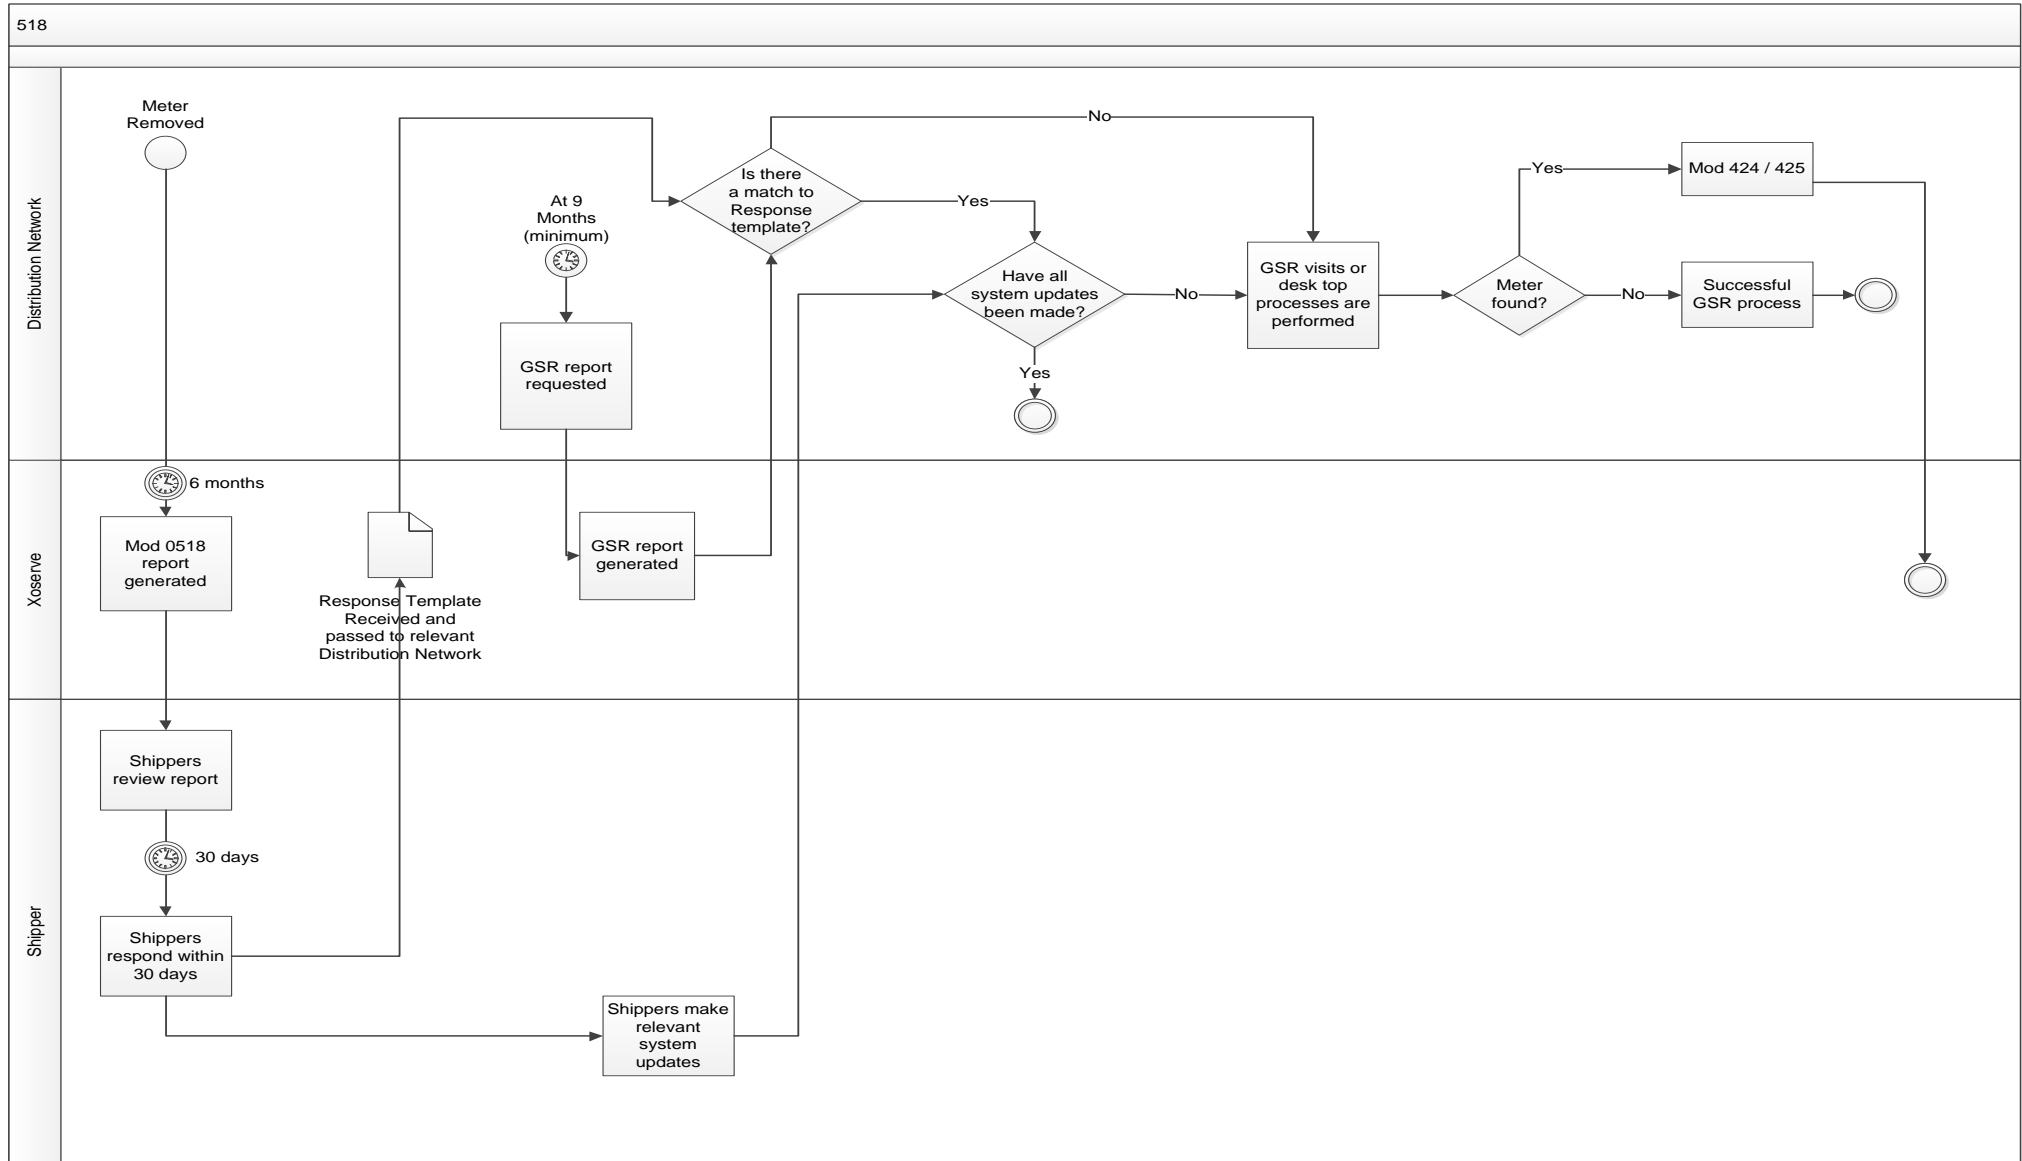 518
Distribution Network
Meter
Removed
At 9
Months
(minimum)
GSR report
requested
Is there
a match to
Response
template?
No
Yes
Have all
system updates
been made?
No
Yes
GSR visits or
desk top
processes are
performed
Meter
found?
Yes
Mod 424 / 425
No
Successful
GSR process
Xoserve
6 months
Mod 0518
report
generated
Response Template
Received and
passed to relevant
Distribution Network
GSR report
generated
Shipper
Shippers
review report
30 days
Shippers
respond within
30 days
Shippers make
relevant
system
updates